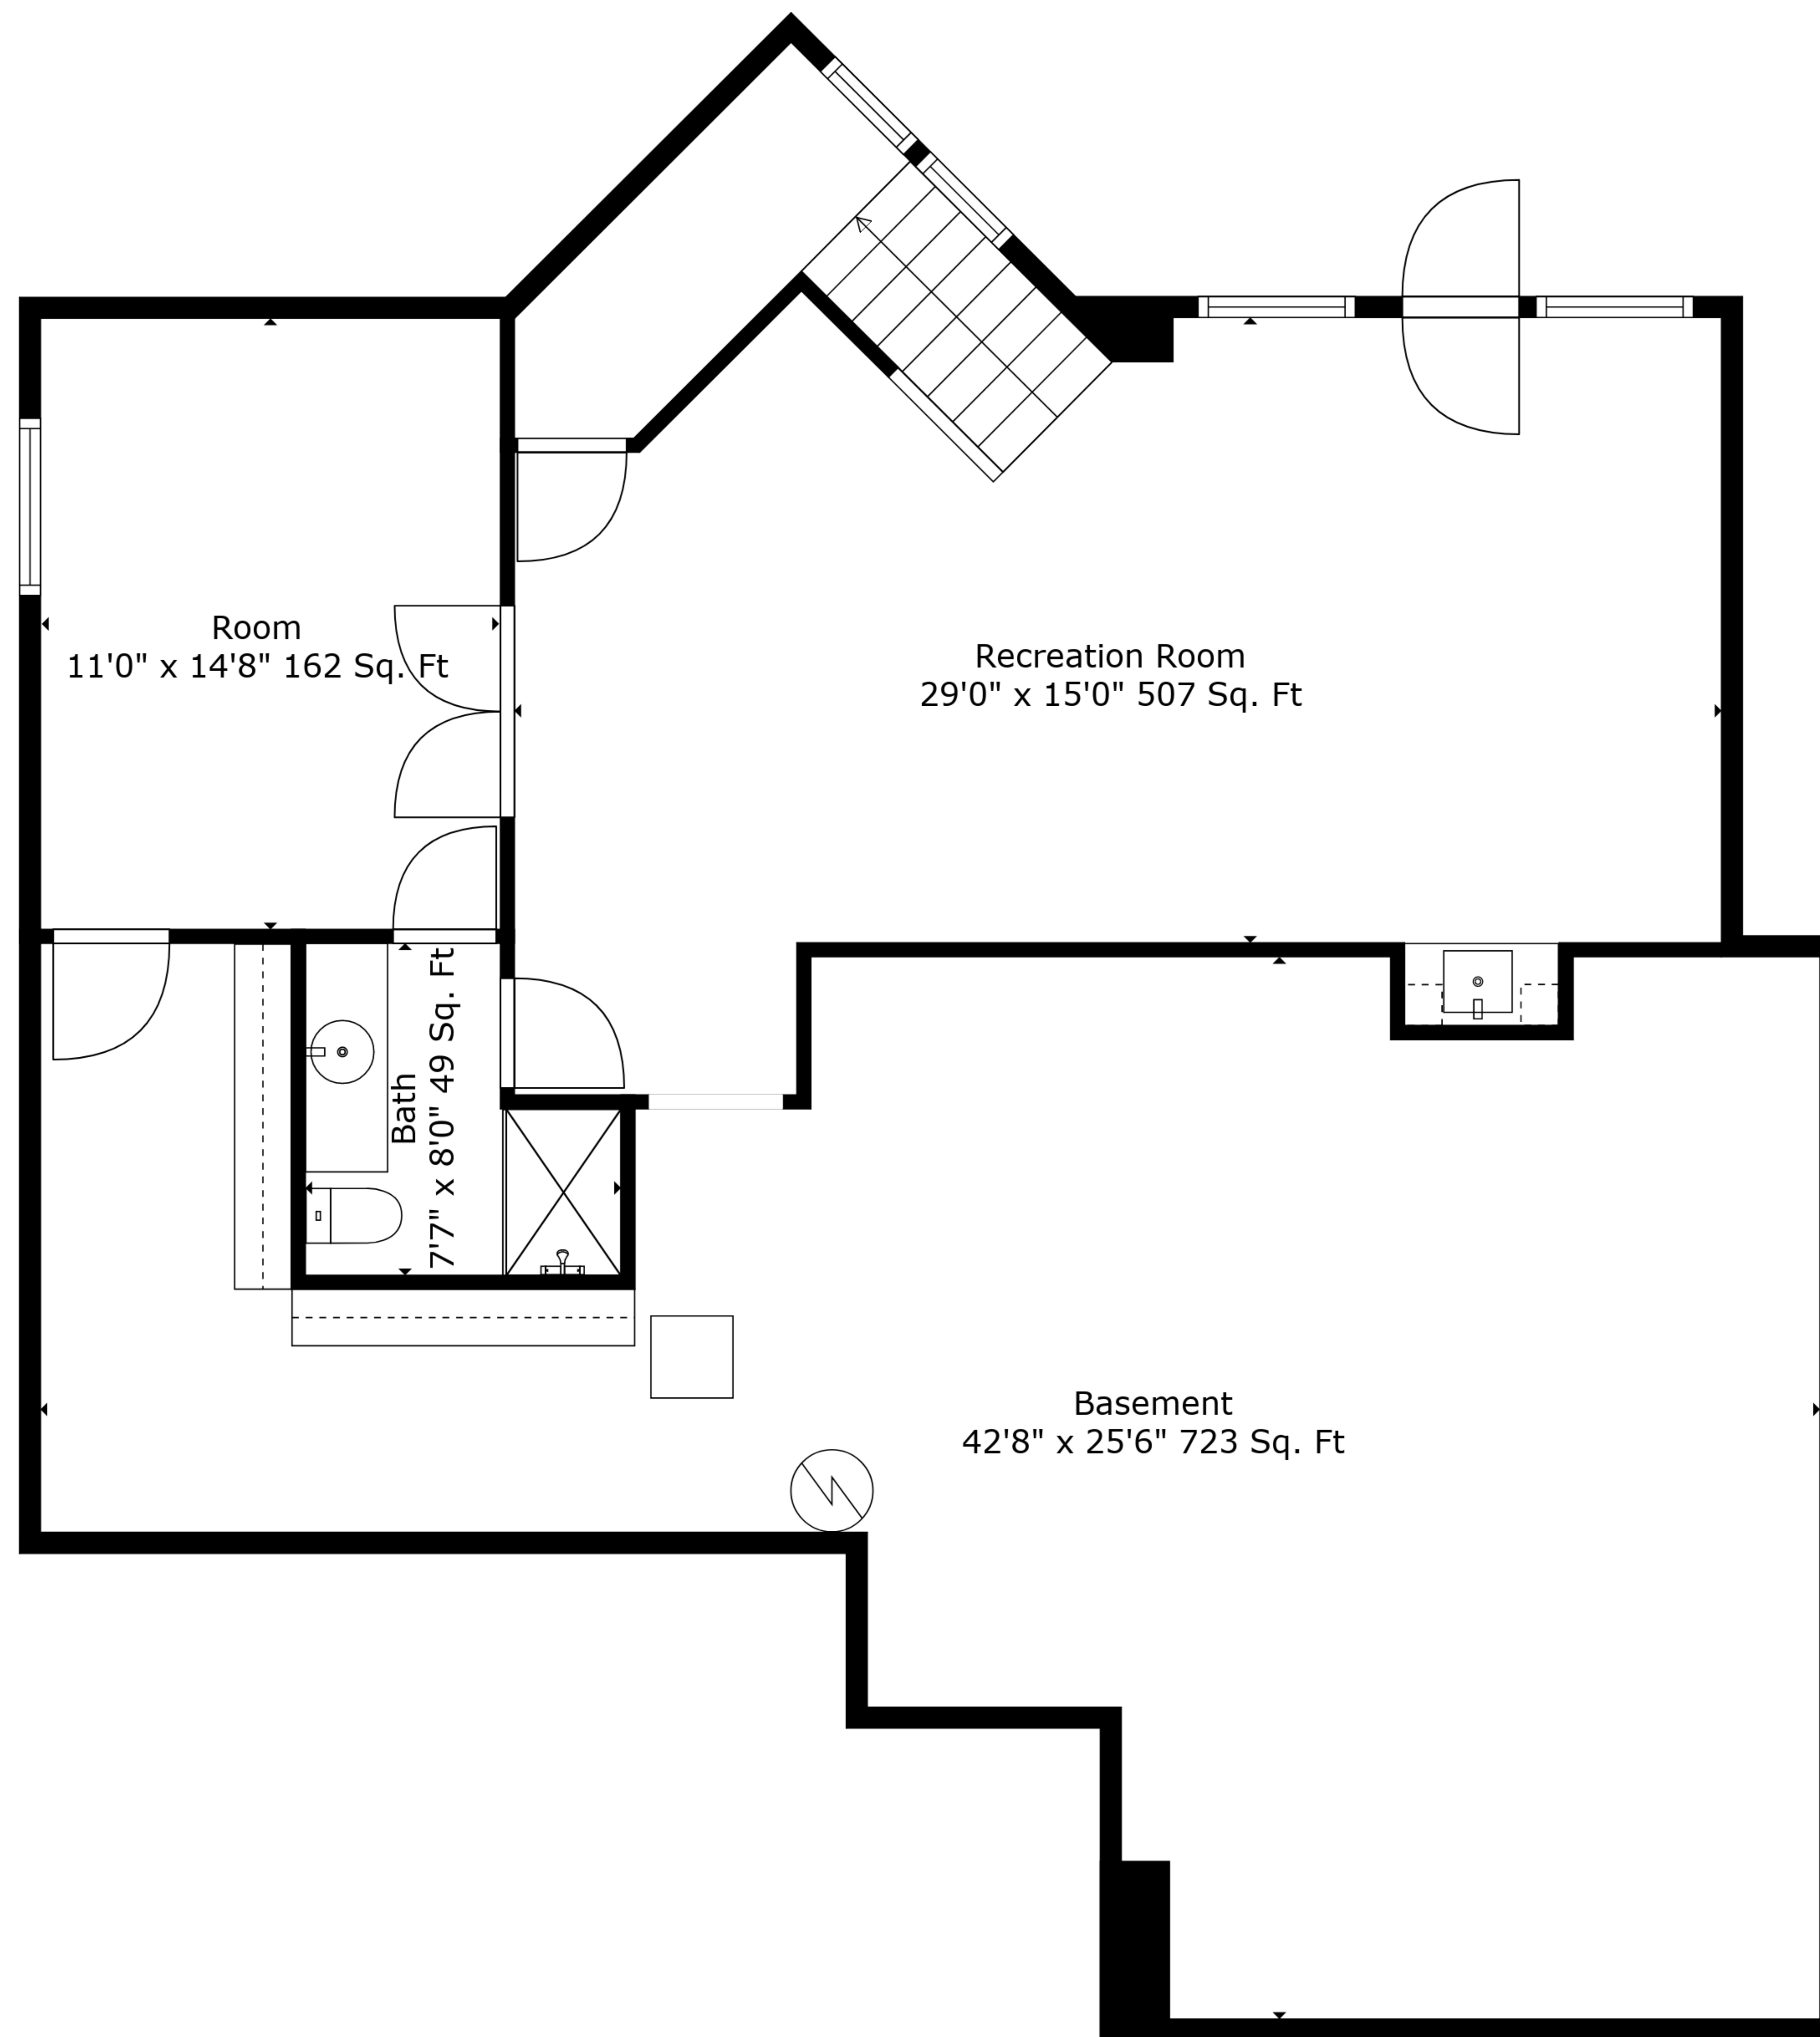 Room
11'0" x 14'8" 162 Sq. Ft
Recreation Room
29'0" x 15'0" 507 Sq. Ft
Bath
7'7" x 8'0" 49 Sq. Ft
Basement
42'8" x 25'6" 723 Sq. Ft